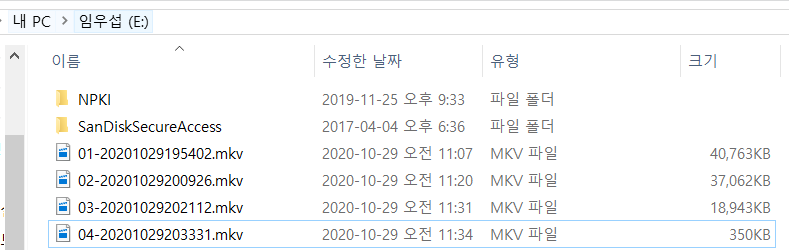 내 PC > 임우섭 (E:)
이름 수정한 날짜 유형 크기
NPKI 2019-11-25 오후 9:33 파일 폴더
SanDiskSecureAccess 2017-04-04 오후 6:36 파일 폴더
01-20201029195402.mkv 2020-10-29 오전 11:07 MKV 파일 40,763KB
02-20201029200926.mkv 2020-10-29 오전 11:20 MKV 파일 37,062KB
03-20201029202112.mkv 2020-10-29 오전 11:31 MKV 파일 18,943KB
04-20201029203331.mkv 2020-10-29 오전 11:34 MKV 파일 350KB